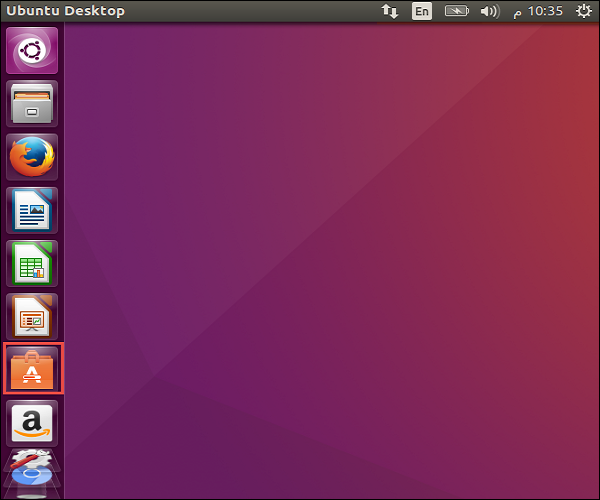 Ubuntu Desktop
En
م 10:35
A
a